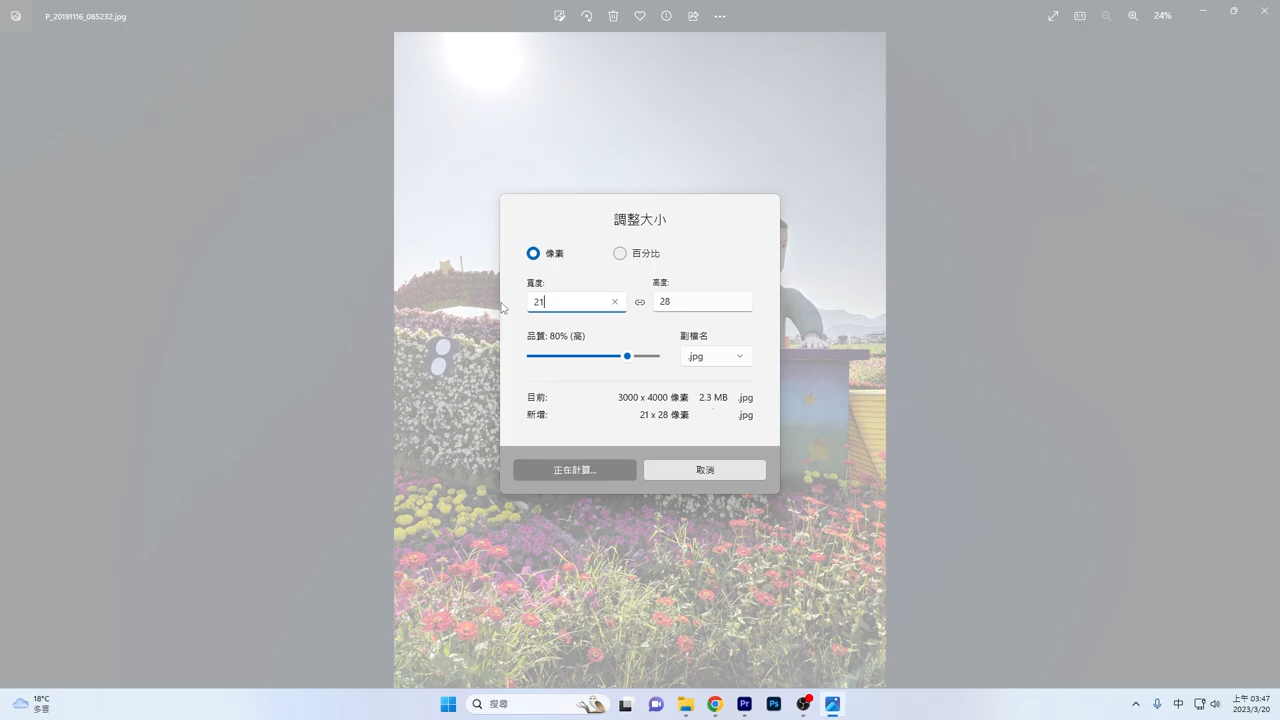 P_20191116_085232.jpg
24%
調整大小
像素
百分比
寬度:
高度:
21
28
品質: 80% (高)
副檔名
.jpg
目前:
3000 x 4000 像素
2.3 MB
.jpg
新增:
21 x 28 像素
.jpg
正在計算...
取消
18°C
多雲
搜尋
Pr
Ps
中
上午 03:47
2023/3/20